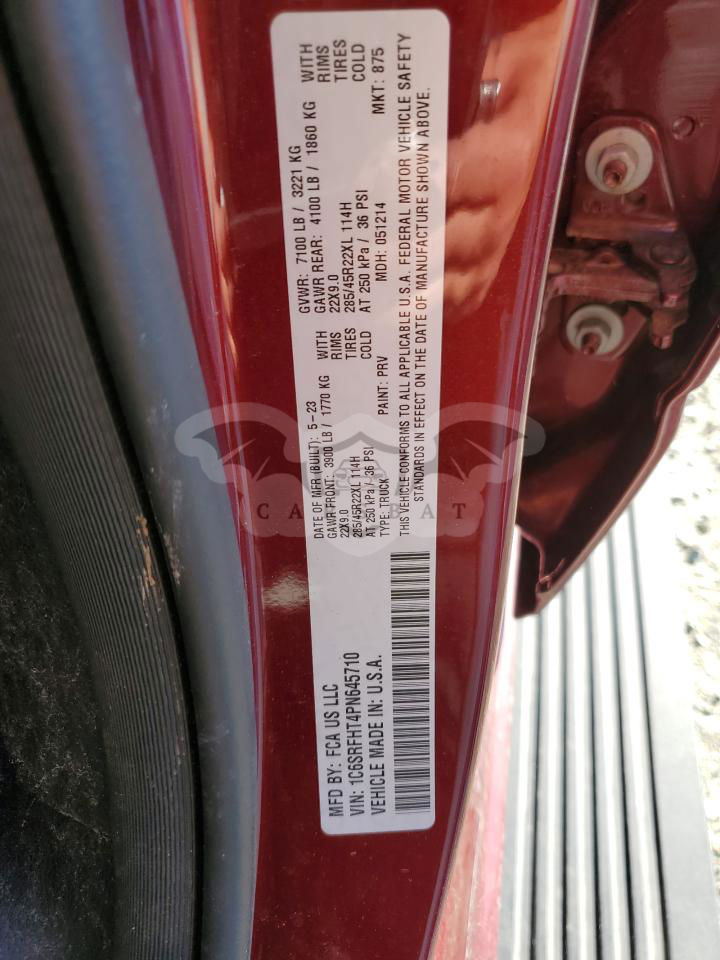 MFD BY: FCA US LLC
DATE OF MFR (BUILT): 5-23
GVWR: 7100 LB / 3221 KG
VIN: 1C6SRFHT4PN645710
GAWR FRONT: 3900 LB / 1770 KG WITH
GAWR REAR: 4100 LB / 1860 KG WITH
VEHICLE MADE IN: U.S.A.
22X9.0 RIMS
22X9.0 RIMS
285/45R22XL 114H TIRES
285/45R22XL 114H TIRES
AT 250 kPa / 36 PSI COLD
AT 250 kPa / 36 PSI COLD
TYPE: TRUCK PAINT: PRV MDH: 051214 MKT: 875
THIS VEHICLE CONFORMS TO ALL APPLICABLE U.S.A. FEDERAL MOTOR VEHICLE SAFETY
STANDARDS IN EFFECT ON THE DATE OF MANUFACTURE SHOWN ABOVE.